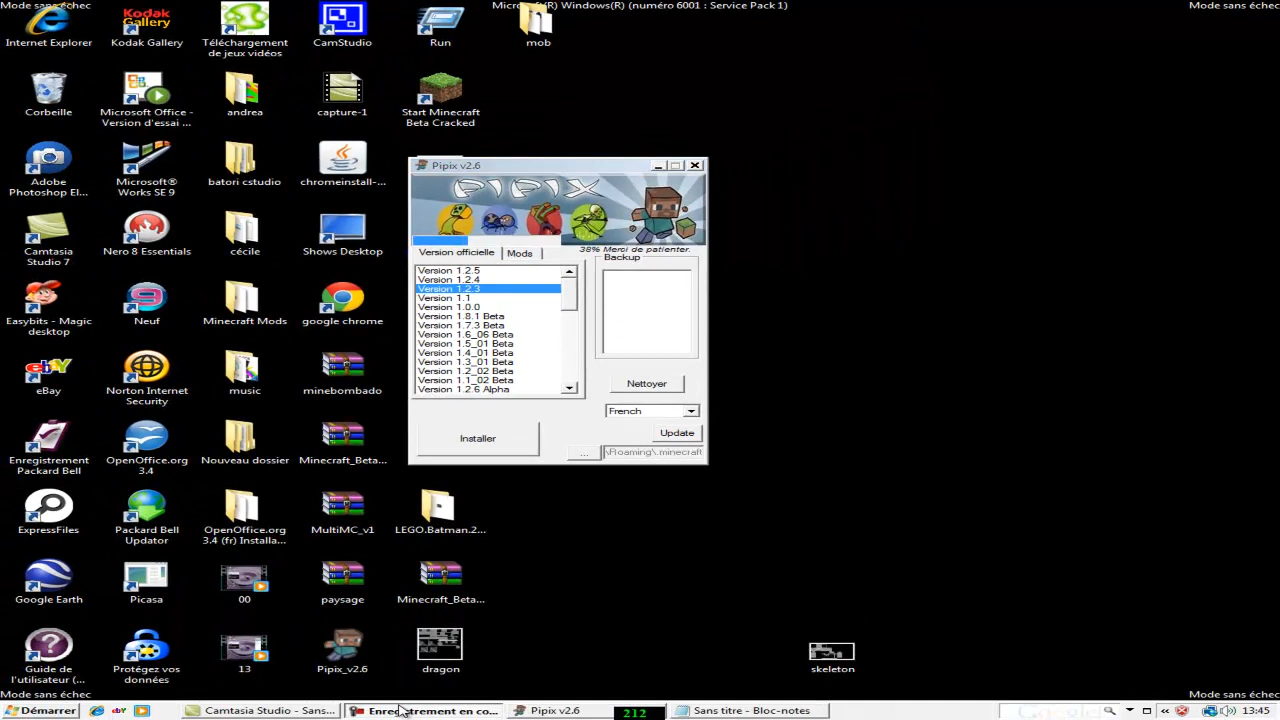 Mode sans échec
Micro (R) Windows(R) (numéro 6001 : Service Pack 1)
Mode sans échec
Internet Explorer
Kodak Gallery
Kodak Gallery
Téléchargement de jeux vidéos
CamStudio
Run
mob
Corbeille
Microsoft Office - Version d'essai ...
andrea
capture-1
Start Minecraft Beta Cracked
Adobe Photoshop El...
Microsoft® Works SE 9
batori cstudio
Java
chromeinstall-...
Camtasia Studio 7
Nero 8 Essentials
cécile
Shows Desktop
Easybits - Magic desktop
9
Neuf
Minecraft Mods
google chrome
eBay
eBay
Norton Internet Security
music
minebombado
Enregistrement Packard Bell
OpenOffice.org 3.4
Nouveau dossier
Minecraft_Beta...
ExpressFiles
Packard Bell Updator
OpenOffice.org 3.4 (fr) Installa...
MultiMC_v1
LEGO.Batman.2...
Google Earth
Picasa
00
paysage
Minecraft_Beta...
Guide de l'utilisateur (...
Protégez vos données
13
Pipix_v2.6
dragon
skeleton
Pipix v2.6
PIPIX
38% Merci de patienter.
Version officielle
Mods
Version 1.2.5
Version 1.2.4
Version 1.2.3
Version 1.1
Version 1.0.0
Version 1.8.1 Beta
Version 1.7.3 Beta
Version 1.6_06 Beta
Version 1.5_01 Beta
Version 1.4_01 Beta
Version 1.3_01 Beta
Version 1.2_02 Beta
Version 1.1_02 Beta
Version 1.2.6 Alpha
Backup
Nettoyer
French
Update
Installer
...
\Roaming\.minecraft
Mode sans échec
Mode sans échec
Démarrer
Camtasia Studio - Sans...
Enregistrement en co...
Pipix v2.6
212
Sans titre - Bloc-notes
13:45